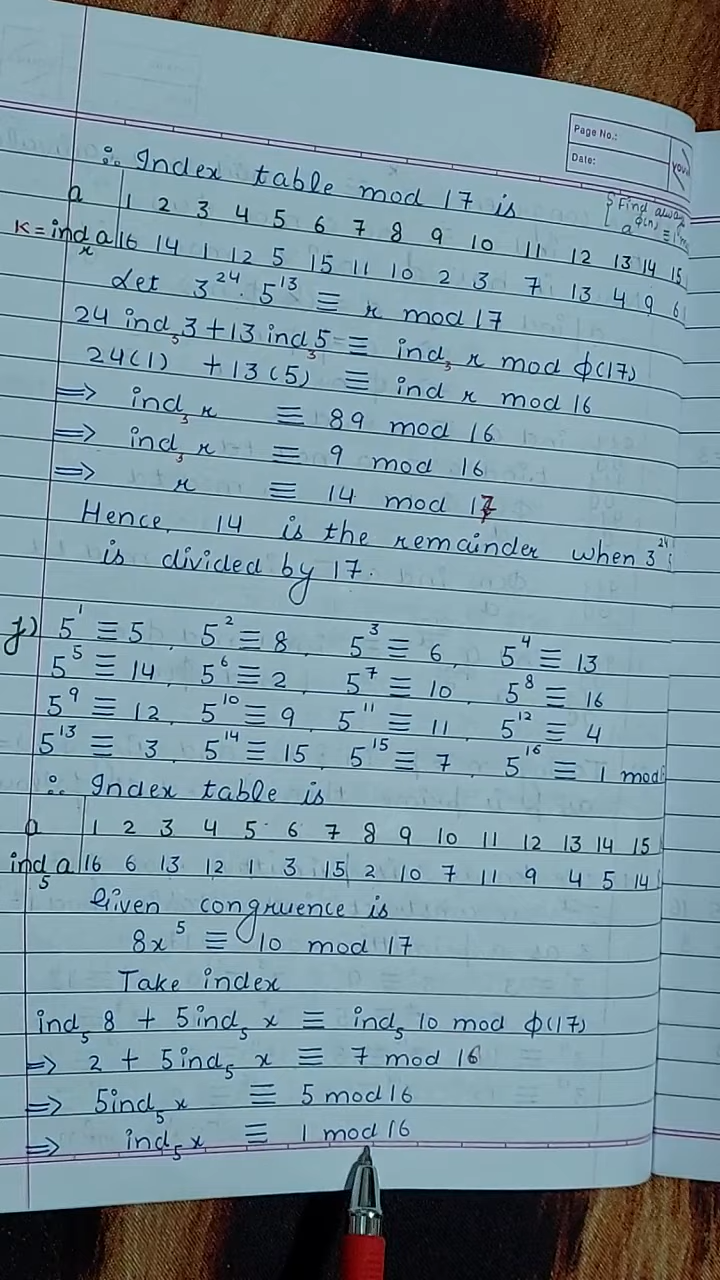 Page No.:
Date:
you
∴ Index table mod 17 is
{ Find always
a^φ(n) ≡ 1
a | 1 2 3 4 5 6 7 8 9 10 11 12 13 14 15
K = ind_r a | 16 14 1 12 5 15 11 10 2 3 7 13 4 9 6
Let 3^24 . 5^13 ≡ r mod 17
24 ind_3 3 + 13 ind_3 5 ≡ ind_3 r mod φ(17)
24(1) + 13(5) ≡ ind r mod 16
⇒ ind_3 r ≡ 89 mod 16
⇒ ind_3 r ≡ 9 mod 16
⇒ r ≡ 14 mod 17
Hence, 14 is the remainder when 3^24
is divided by 17.
j) 5^1 ≡ 5, 5^2 ≡ 8, 5^3 ≡ 6, 5^4 ≡ 13
5^5 ≡ 14, 5^6 ≡ 2, 5^7 ≡ 10, 5^8 ≡ 16
5^9 ≡ 12, 5^10 ≡ 9, 5^11 ≡ 11, 5^12 ≡ 4
5^13 ≡ 3, 5^14 ≡ 15, 5^15 ≡ 7, 5^16 ≡ 1 mod
∴ Index table is
a | 1 2 3 4 5 6 7 8 9 10 11 12 13 14 15
ind_5 a | 16 6 13 12 1 3 15 2 10 7 11 9 4 5 14
Given congruence is
8x^5 ≡ 10 mod 17
Take index
ind_5 8 + 5ind_5 x ≡ ind_5 10 mod φ(17)
⇒ 2 + 5ind_5 x ≡ 7 mod 16
⇒ 5ind_5 x ≡ 5 mod 16
⇒ ind_5 x ≡ 1 mod 16